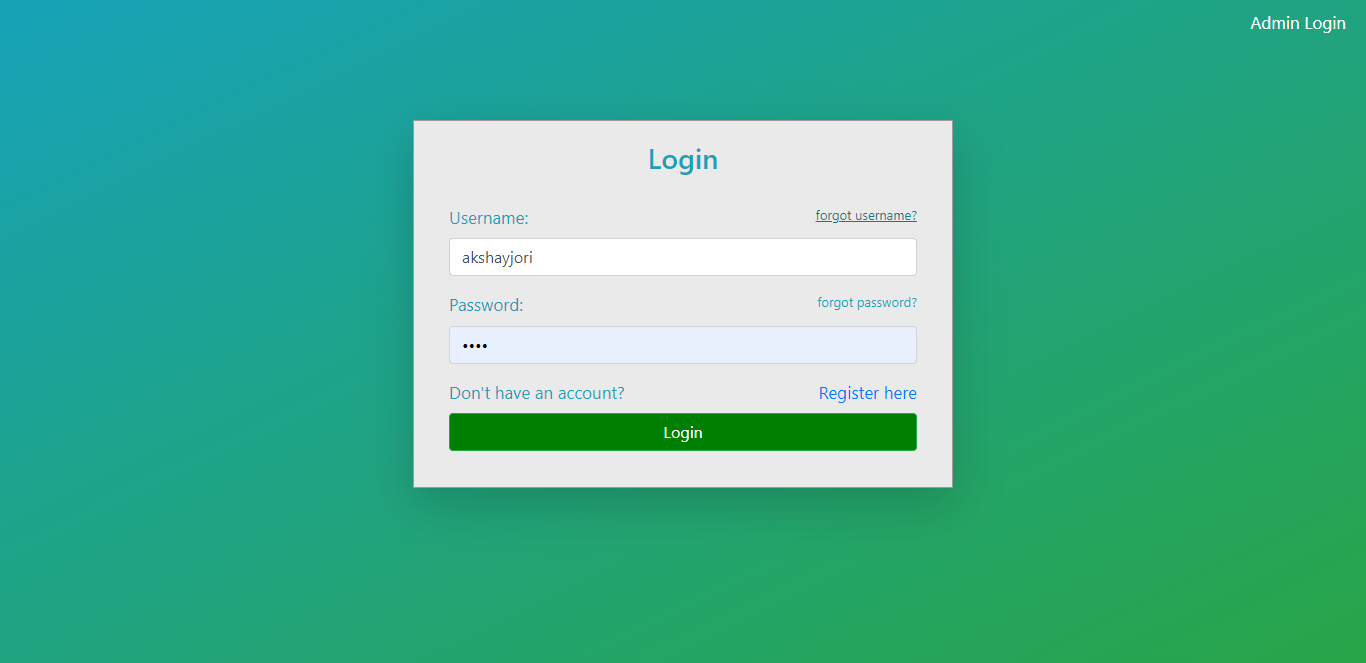 Admin Login
Login
Username: forgot username?
akshayjori
Password: forgot password?
••••
Don't have an account? Register here
Login